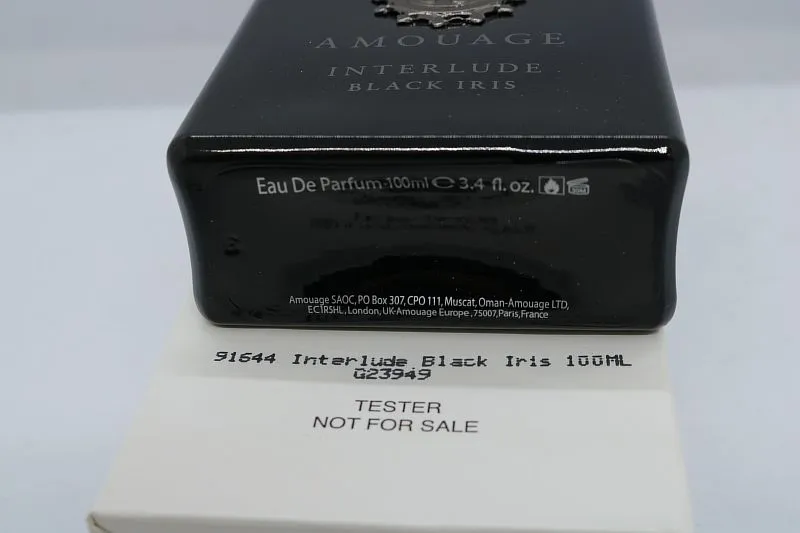 AMOUAGE
INTERLUDE
BLACK IRIS
Eau De Parfum-100ml ℮ 3.4 fl. oz.
Amouage SAOC, PO Box 307, CPO 111, Muscat, Oman-Amouage LTD,
EC1R5HL, London, UK-Amouage Europe, 75007, Paris, France
91644 Interlude Black Iris 100ML
G23949
TESTER
NOT FOR SALE